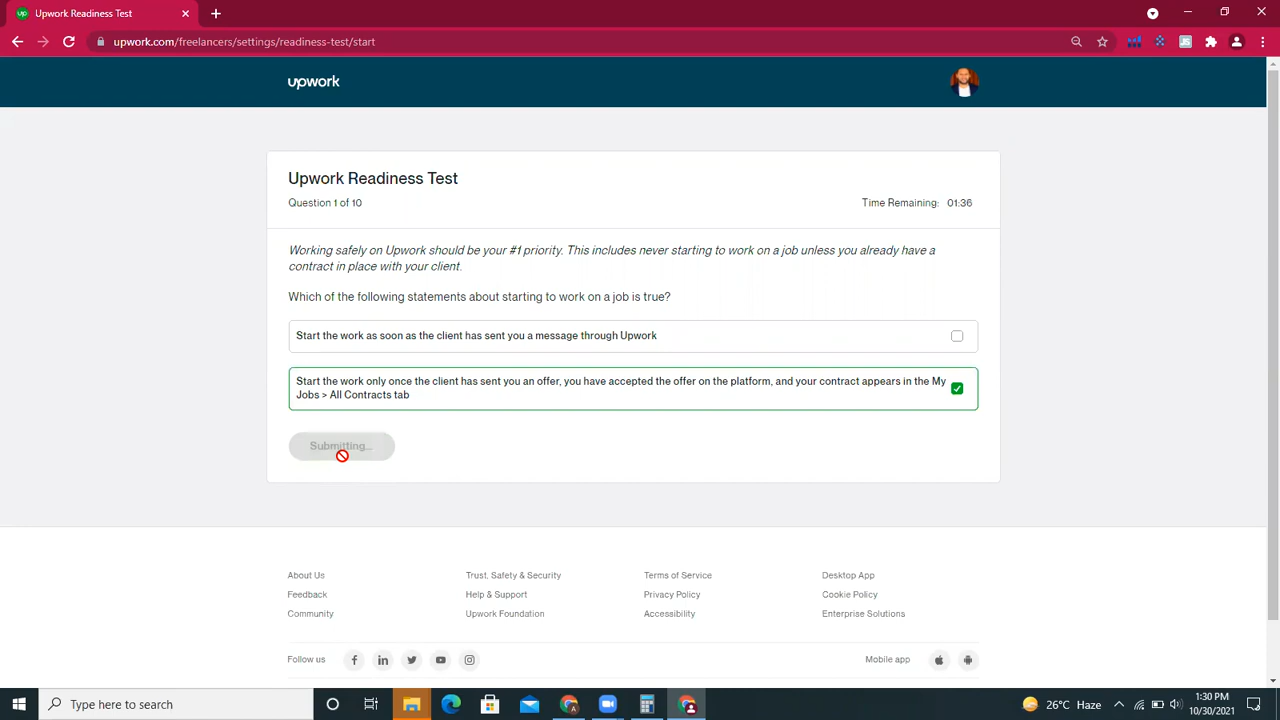 Upwork Readiness Test
upwork.com/freelancers/settings/readiness-test/start
upwork
Upwork Readiness Test
Question 1 of 10
Time Remaining: 01:36
Working safely on Upwork should be your #1 priority. This includes never starting to work on a job unless you already have a
contract in place with your client.
Which of the following statements about starting to work on a job is true?
Start the work as soon as the client has sent you a message through Upwork
Start the work only once the client has sent you an offer, you have accepted the offer on the platform, and your contract appears in the My
Jobs > All Contracts tab
Submitting...
About Us
Trust, Safety & Security
Terms of Service
Desktop App
Feedback
Help & Support
Privacy Policy
Cookie Policy
Community
Upwork Foundation
Accessibility
Enterprise Solutions
Follow us
Mobile app
Type here to search
26°C Haze
1:30 PM
10/30/2021